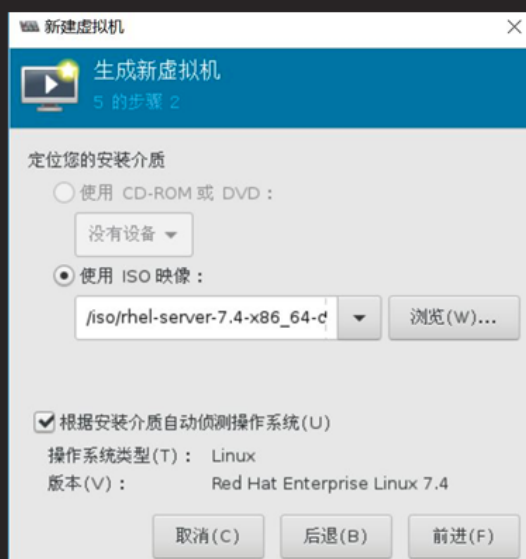 新建虚拟机
生成新虚拟机
5 的步骤 2
定位您的安装介质
使用 CD-ROM 或 DVD：
没有设备
使用 ISO 映像：
/iso/rhel-server-7.4-x86_64-d
浏览(W)...
根据安装介质自动侦测操作系统(U)
操作系统类型(T)： Linux
版本(V)： Red Hat Enterprise Linux 7.4
取消(C) 后退(B) 前进(F)